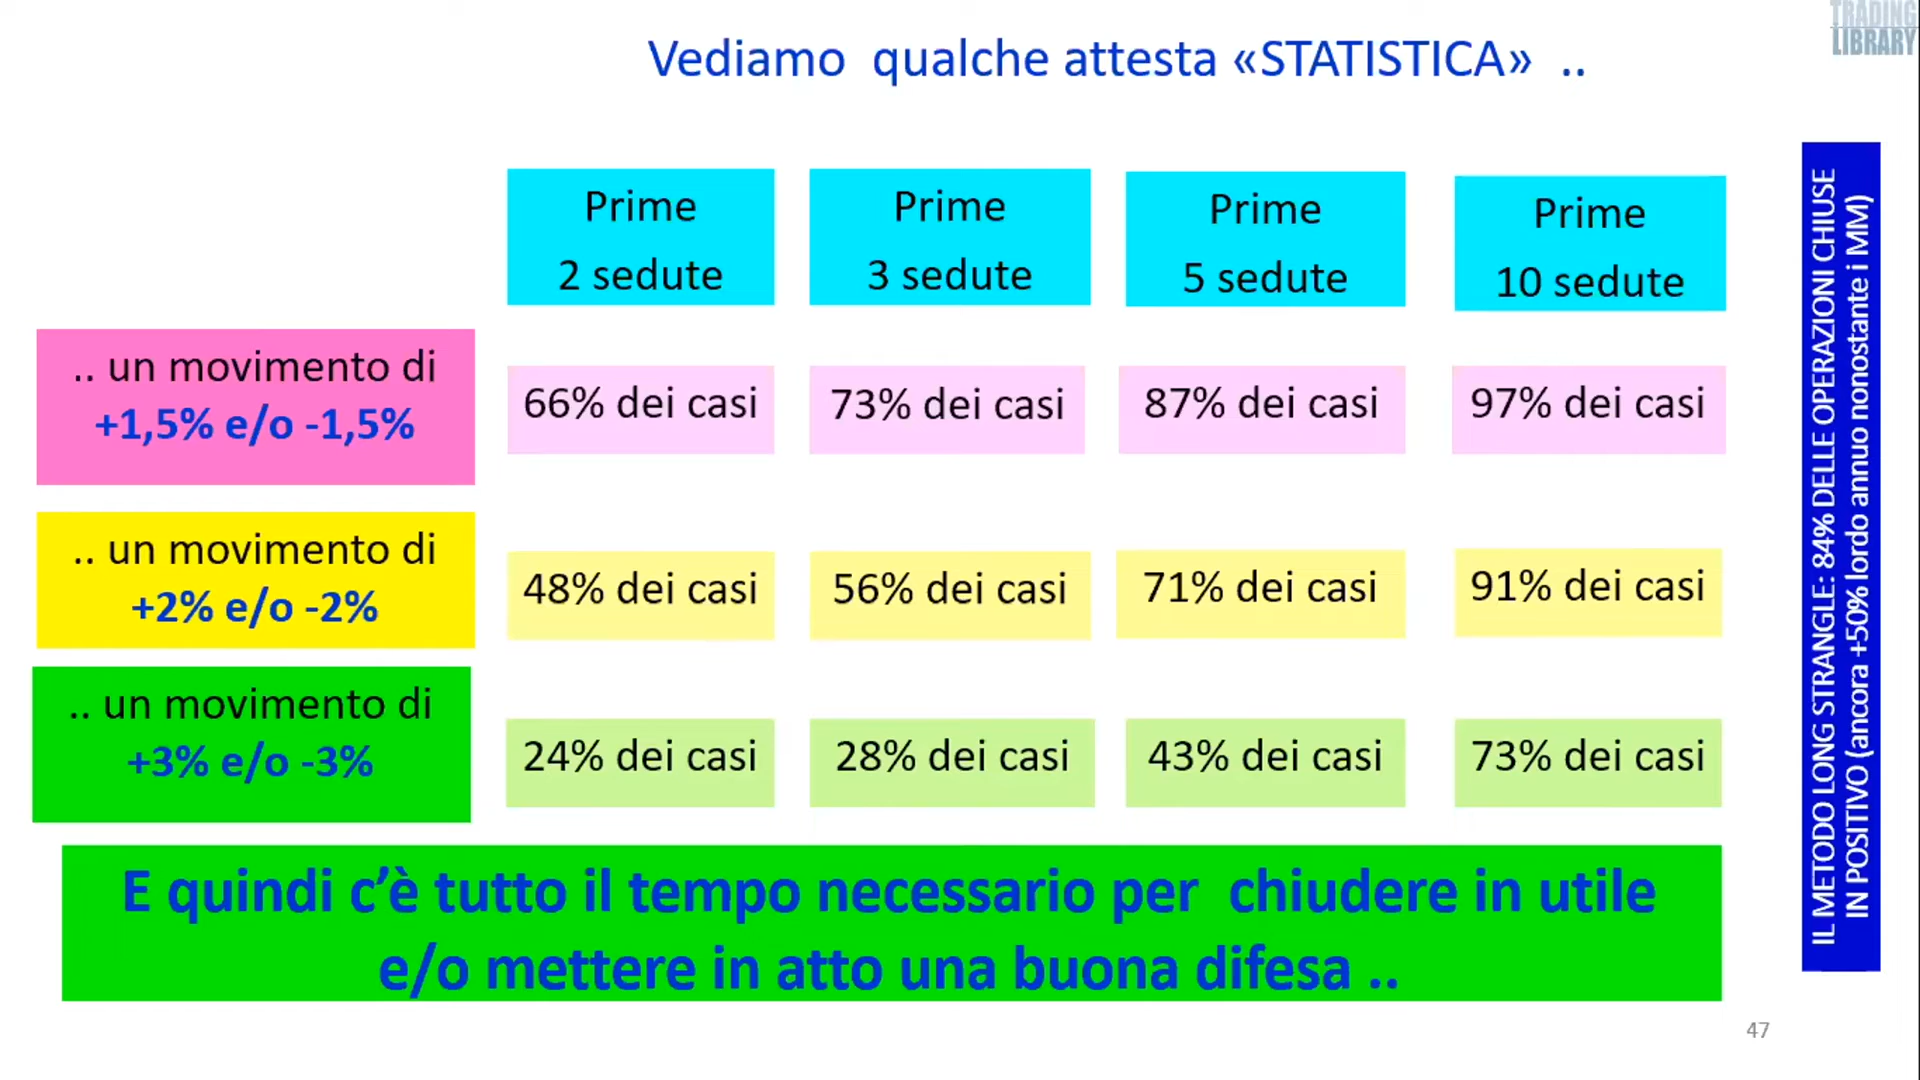 TRADING
LIBRARY
Vediamo qualche attesta «STATISTICA» ..
Prime
2 sedute
Prime
3 sedute
Prime
5 sedute
Prime
10 sedute
.. un movimento di
+1,5% e/o -1,5%
66% dei casi
73% dei casi
87% dei casi
97% dei casi
.. un movimento di
+2% e/o -2%
48% dei casi
56% dei casi
71% dei casi
91% dei casi
.. un movimento di
+3% e/o -3%
24% dei casi
28% dei casi
43% dei casi
73% dei casi
E quindi c’è tutto il tempo necessario per chiudere in utile
e/o mettere in atto una buona difesa ..
IL METODO LONG STRANGLE: 84% DELLE OPERAZIONI CHIUSE
IN POSITIVO (ancora +50% lordo annuo nonostante i MM)
47